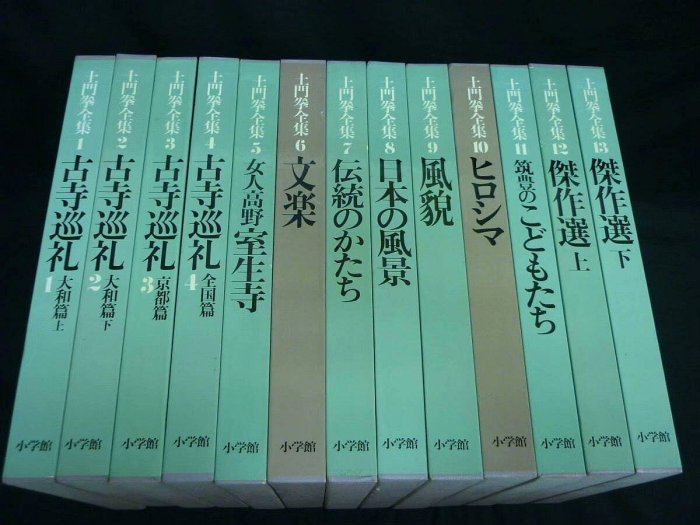 土門拳全集 1
古寺巡礼 1 大和篇 上
小学館
土門拳全集 2
古寺巡礼 2 大和篇 下
小学館
土門拳全集 3
古寺巡礼 3 京都篇
小学館
土門拳全集 4
古寺巡礼 4 全国篇
小学館
土門拳全集 5
女人高野室生寺
小学館
土門拳全集 6
文楽
小学館
土門拳全集 7
伝統のかたち
小学館
土門拳全集 8
日本の風景
小学館
土門拳全集 9
風貌
小学館
土門拳全集 10
ヒロシマ
小学館
土門拳全集 11
筑豊のこどもたち
小学館
土門拳全集 12
傑作選 上
小学館
土門拳全集 13
傑作選 下
小学館